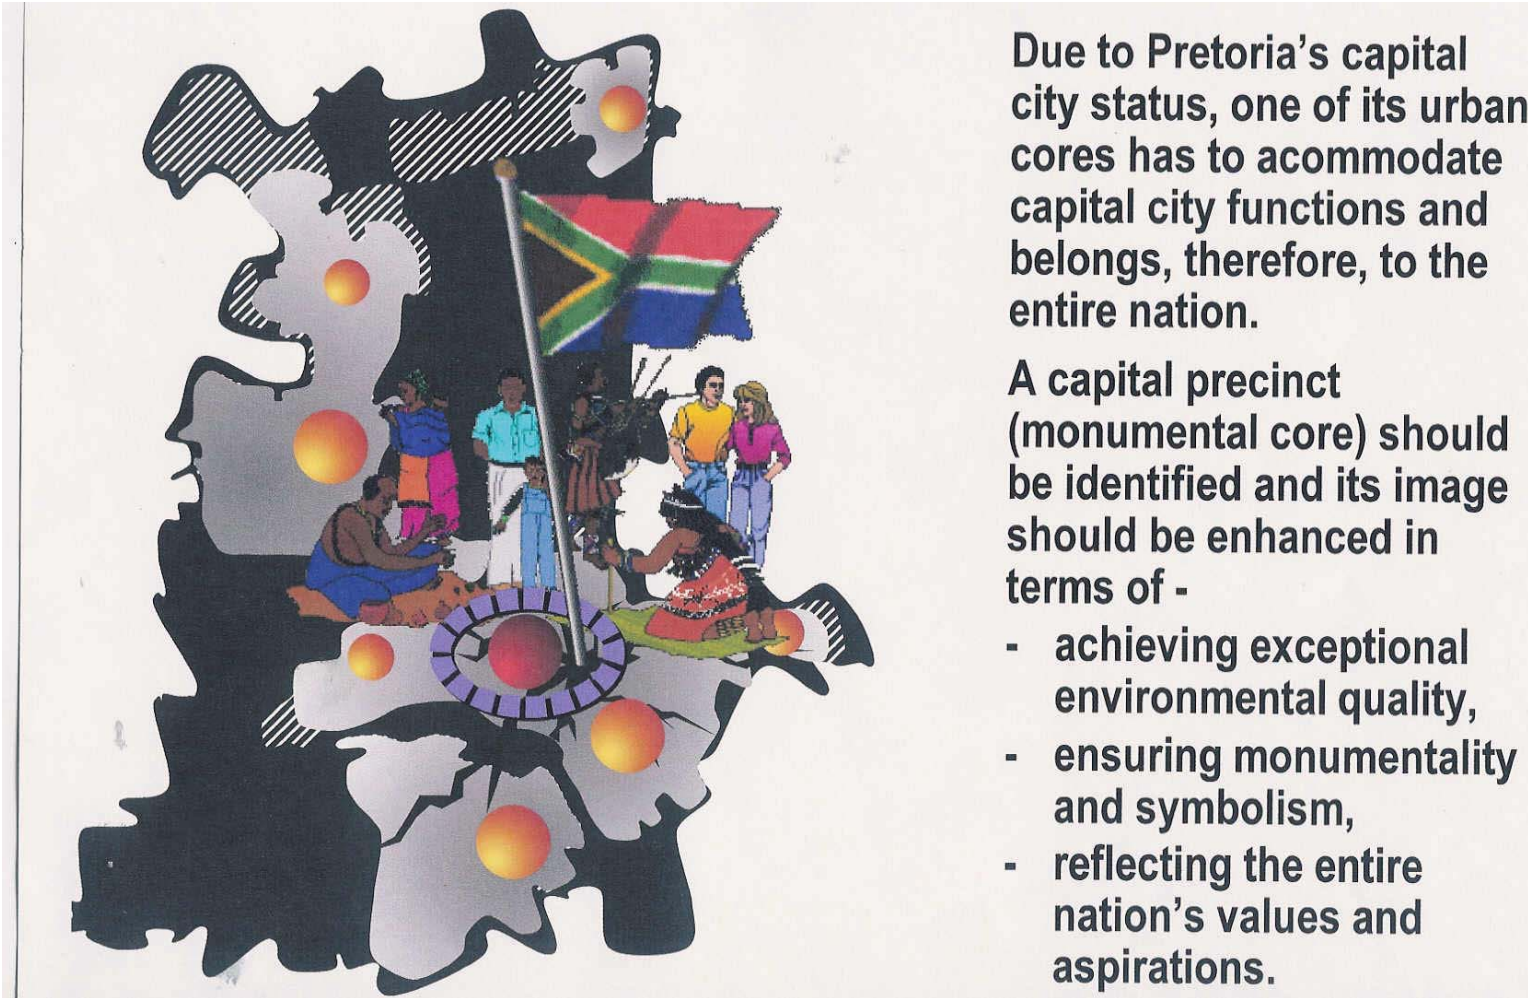 Due to Pretoria's capital
city status, one of its urban
cores has to acommodate
capital city functions and
belongs, therefore, to the
entire nation.
A capital precinct
(monumental core) should
be identified and its image
should be enhanced in
terms of -
- achieving exceptional
environmental quality,
- ensuring monumentality
and symbolism,
- reflecting the entire
nation's values and
aspirations.